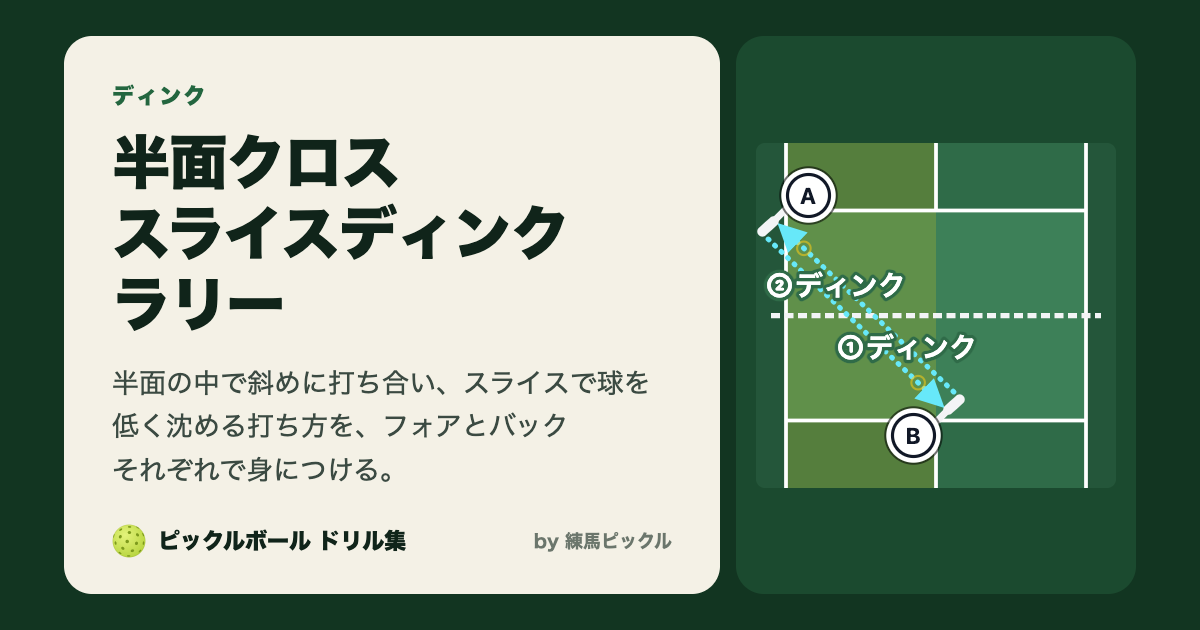 ディンク
半面クロス
スライスディンク
ラリー
半面の中で斜めに打ち合い、スライスで球を
低く沈める打ち方を、フォアとバック
それぞれで身につける。
ピックルボール ドリル集
by 練馬ピックル
A
②ディンク
①ディンク
B